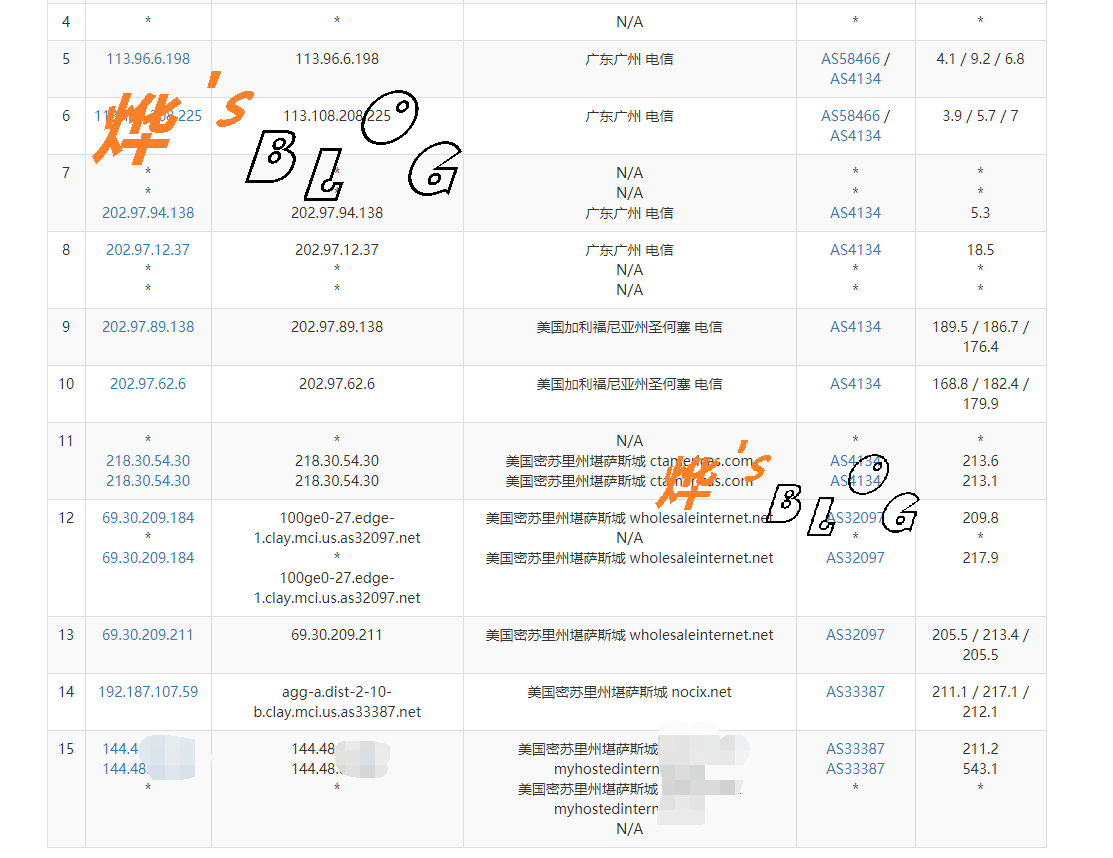 4 * * N/A * *
5 113.96.6.198 113.96.6.198 广东广州 电信 AS58466 / 4.1 / 9.2 / 6.8
AS4134
6 113.108.208.225 113.108.208.225 广东广州 电信 AS58466 / 3.9 / 5.7 / 7
AS4134
烨's
BLOG
7 * * N/A * *
* * N/A * *
202.97.94.138 202.97.94.138 广东广州 电信 AS4134 5.3
8 202.97.12.37 202.97.12.37 广东广州 电信 AS4134 18.5
* * N/A * *
* * N/A * *
9 202.97.89.138 202.97.89.138 美国加利福尼亚州圣何塞 电信 AS4134 189.5 / 186.7 /
176.4
10 202.97.62.6 202.97.62.6 美国加利福尼亚州圣何塞 电信 AS4134 168.8 / 182.4 /
179.9
11 * * N/A * *
218.30.54.30 218.30.54.30 美国密苏里州堪萨斯城 ctamericas.com AS4134 213.6
218.30.54.30 218.30.54.30 美国密苏里州堪萨斯城 ctamericas.com AS4134 213.1
烨's
BLOG
12 69.30.209.184 100ge0-27.edge- 美国密苏里州堪萨斯城 wholesaleinternet.net AS32097 209.8
* 1.clay.mci.us.as32097.net N/A * *
69.30.209.184 * 美国密苏里州堪萨斯城 wholesaleinternet.net AS32097 217.9
100ge0-27.edge-
1.clay.mci.us.as32097.net
13 69.30.209.211 69.30.209.211 美国密苏里州堪萨斯城 wholesaleinternet.net AS32097 205.5 / 213.4 /
205.5
14 192.187.107.59 agg-a.dist-2-10- 美国密苏里州堪萨斯城 nocix.net AS33387 211.1 / 217.1 /
b.clay.mci.us.as33387.net 212.1
15 144.4 144.48 美国密苏里州堪萨斯城 AS33387 211.2
144.48. 144.48. myhostedintern AS33387 543.1
* * 美国密苏里州堪萨斯城 * *
myhostedintern
N/A